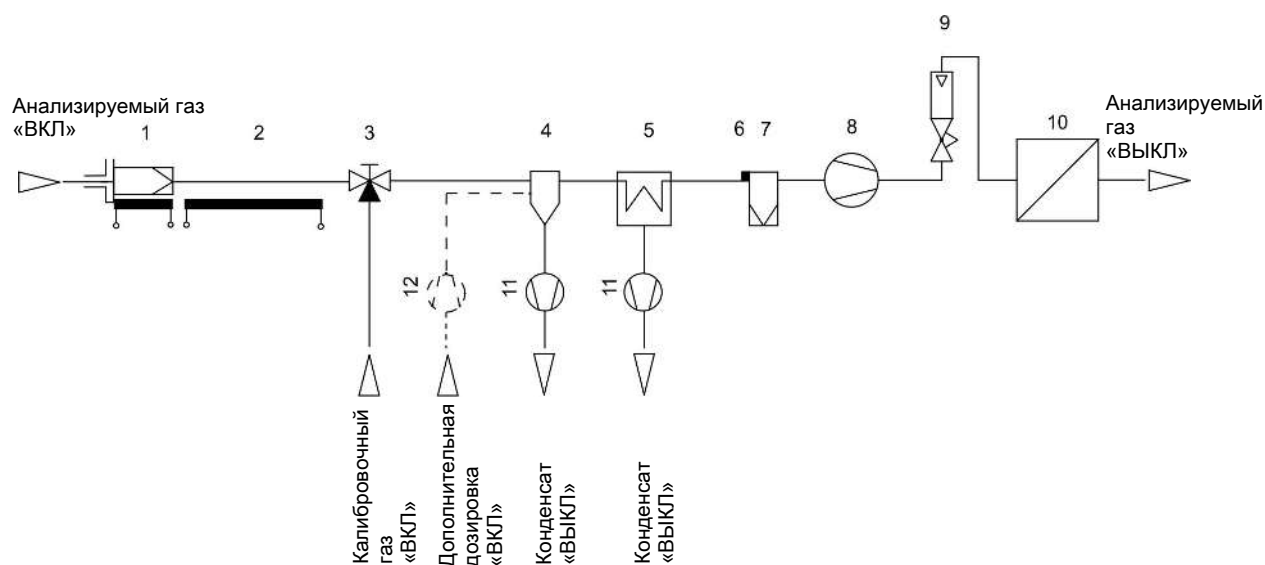 9
Анализируемый газ
«ВКЛ»
1
2
3
4
5
6
7
8
10
Анализируемый
газ
«ВЫКЛ»
12
11
11
Калибровочный
газ
«ВКЛ»
Дополнительная
дозировка
«ВКЛ»
Конденсат
«ВЫКЛ»
Конденсат
«ВЫКЛ»